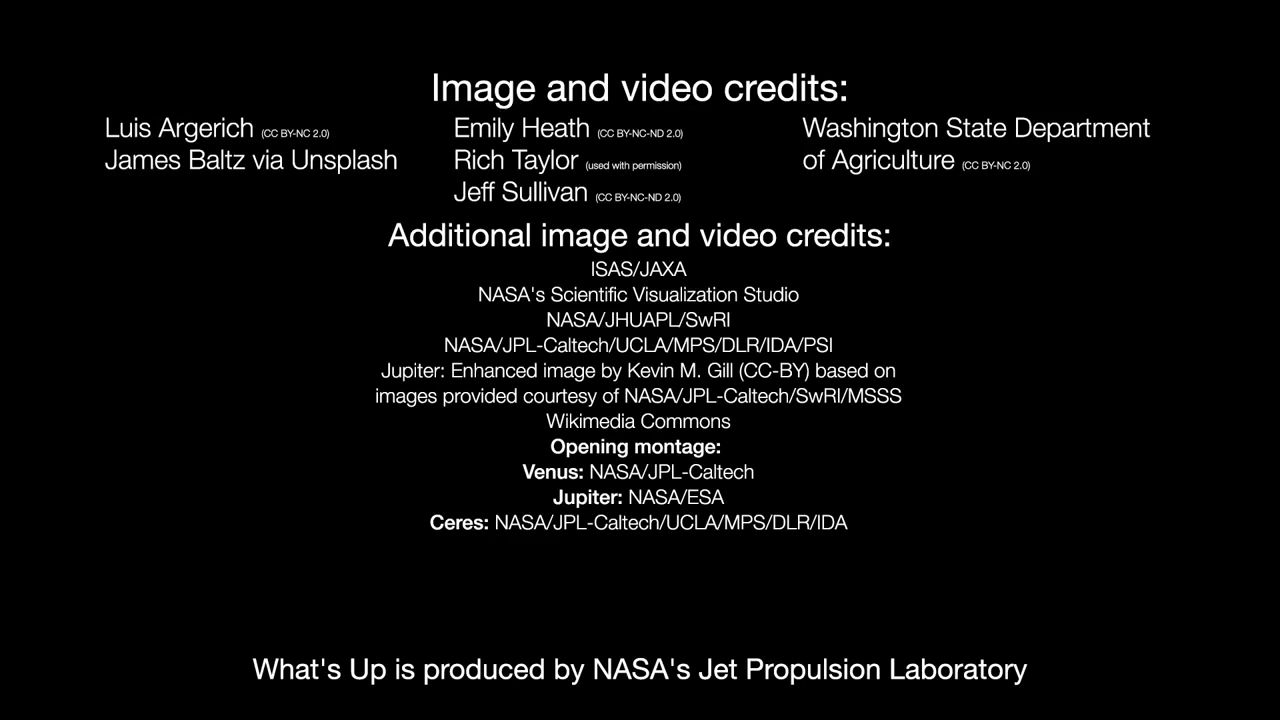 Image and video credits:
Luis Argerich (CC BY-NC 2.0)
James Baltz via Unsplash
Emily Heath (CC BY-NC-ND 2.0)
Rich Taylor (used with permission)
Jeff Sullivan (CC BY-NC-ND 2.0)
Washington State Department
of Agriculture (CC BY-NC 2.0)
Additional image and video credits:
ISAS/JAXA
NASA's Scientific Visualization Studio
NASA/JHUAPL/SwRI
NASA/JPL-Caltech/UCLA/MPS/DLR/IDA/PSI
Jupiter: Enhanced image by Kevin M. Gill (CC-BY) based on
images provided courtesy of NASA/JPL-Caltech/SwRI/MSSS
Wikimedia Commons
Opening montage:
Venus: NASA/JPL-Caltech
Jupiter: NASA/ESA
Ceres: NASA/JPL-Caltech/UCLA/MPS/DLR/IDA
What's Up is produced by NASA's Jet Propulsion Laboratory